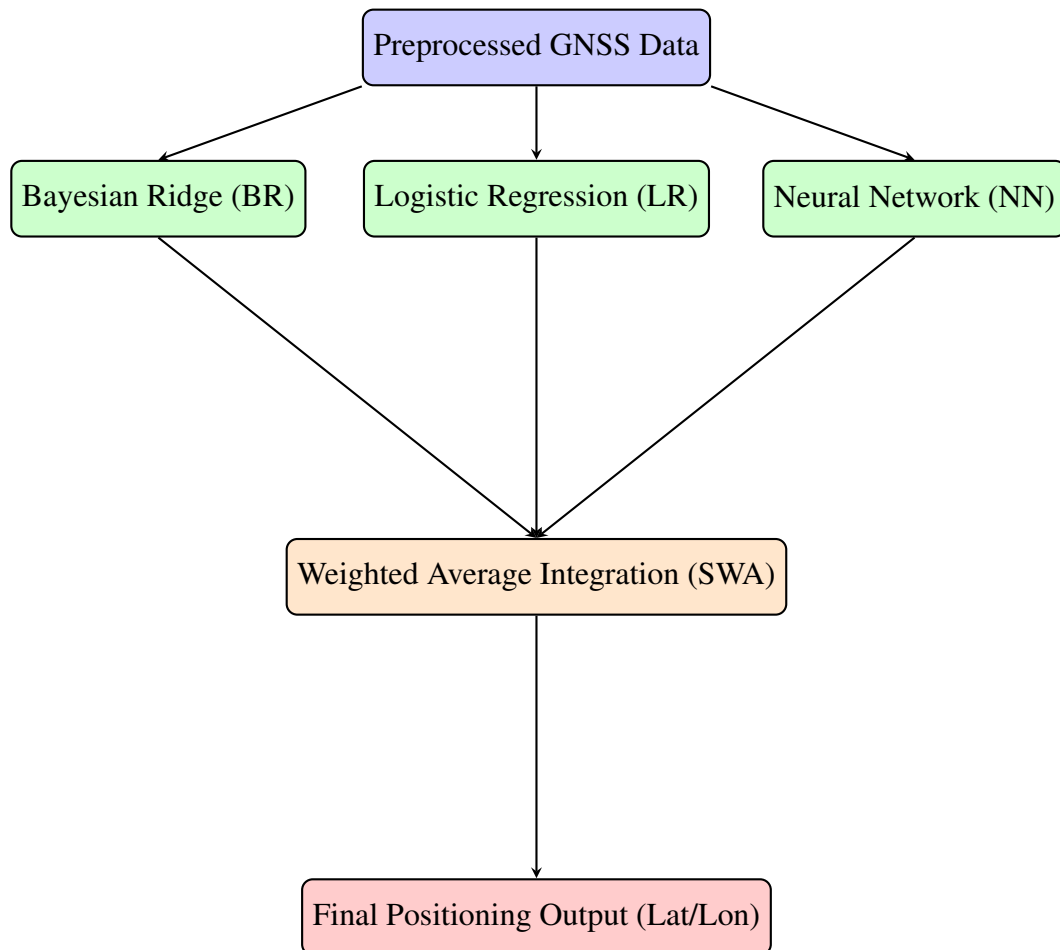 Preprocessed GNSS Data
Bayesian Ridge (BR)
Logistic Regression (LR)
Neural Network (NN)
Weighted Average Integration (SWA)
Final Positioning Output (Lat/Lon)